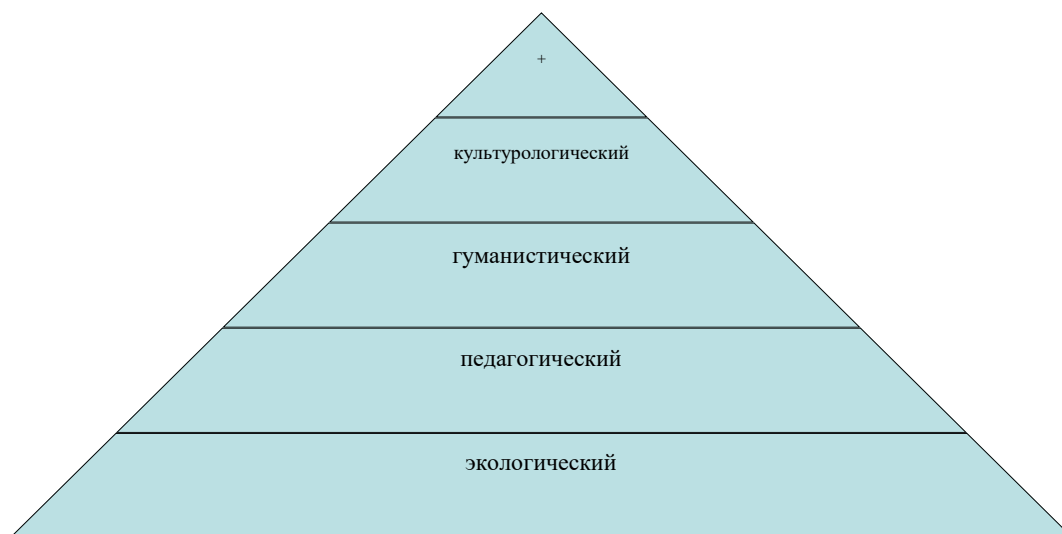 +
культурологический
гуманистический
педагогический
экологический